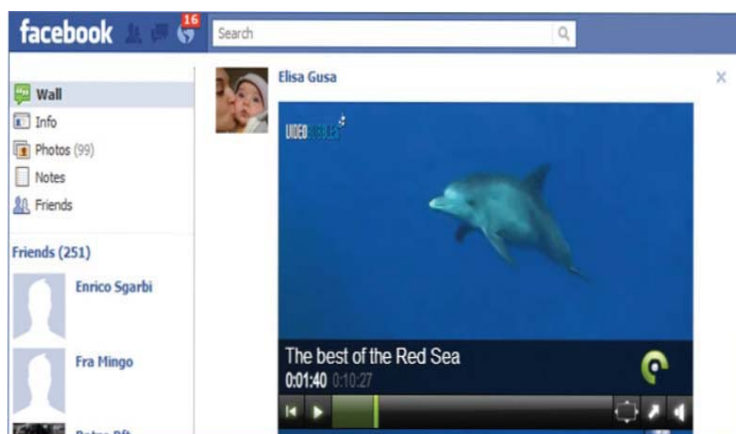 facebook
16
Search
Elisa Gusa
Wall
Info
Photos (99)
Notes
Friends
Friends (251)
Enrico Sgarbi
Fra Mingo
VIDEOBUBBLES
The best of the Red Sea
0:01:40 0:10:27